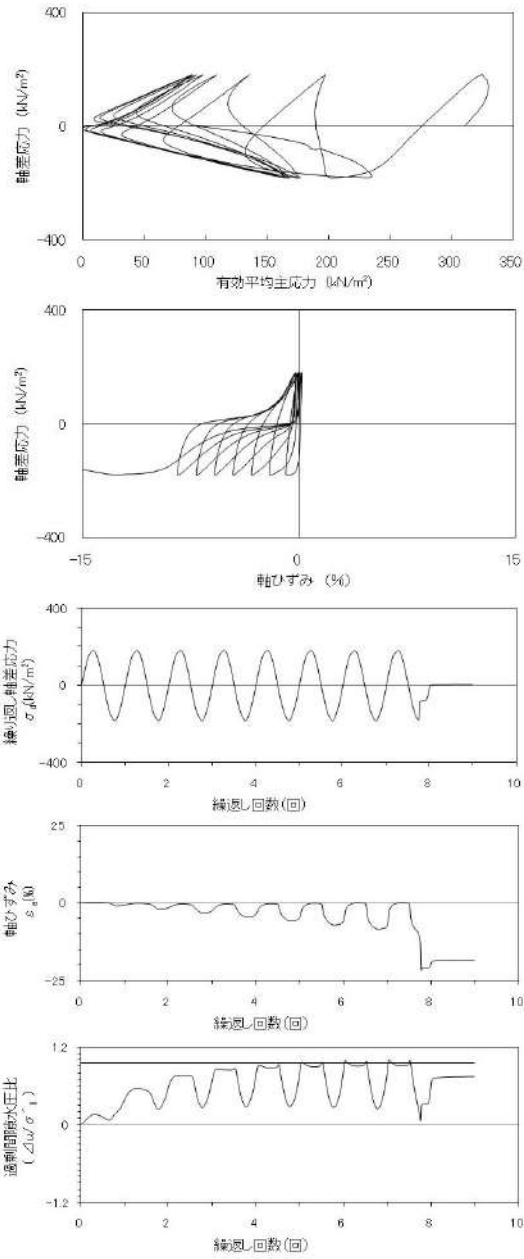 400
0
-400
軸差応力 (kN/m²)
0 50 100 150 200 250 300 350
有効平均主応力 (kN/m²)
400
0
-400
軸差応力 (kN/m²)
-15 0 15
軸ひずみ (%)
400
0
-400
繰り返し軸差応力
σd(kN/m²)
0 2 4 6 8 10
繰返し回数(回)
25
0
-25
軸ひずみ
εa(%)
0 2 4 6 8 10
繰返し回数(回)
1.2
0
-1.2
過剰間隙水圧比
0 2 4 6 8 10
繰返し回数(回)